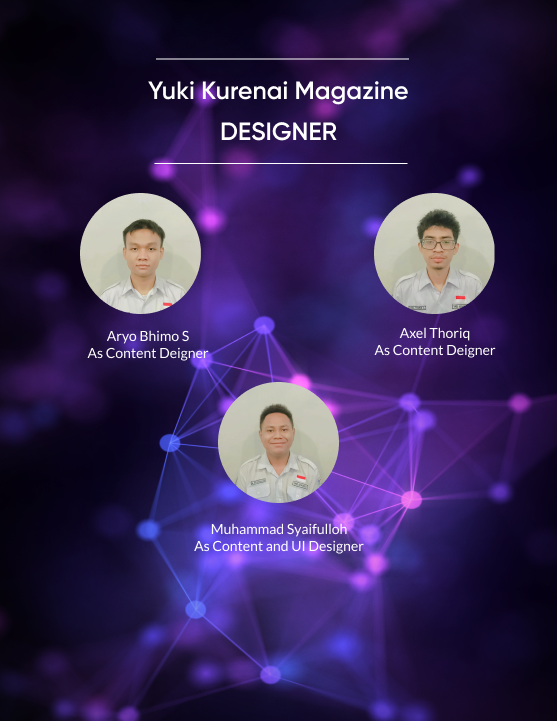 Yuki Kurenai Magazine
DESIGNER
Aryo Bhimo S
As Content Deigner
Axel Thoriq
As Content Deigner
Muhammad Syaifulloh
As Content and UI Designer